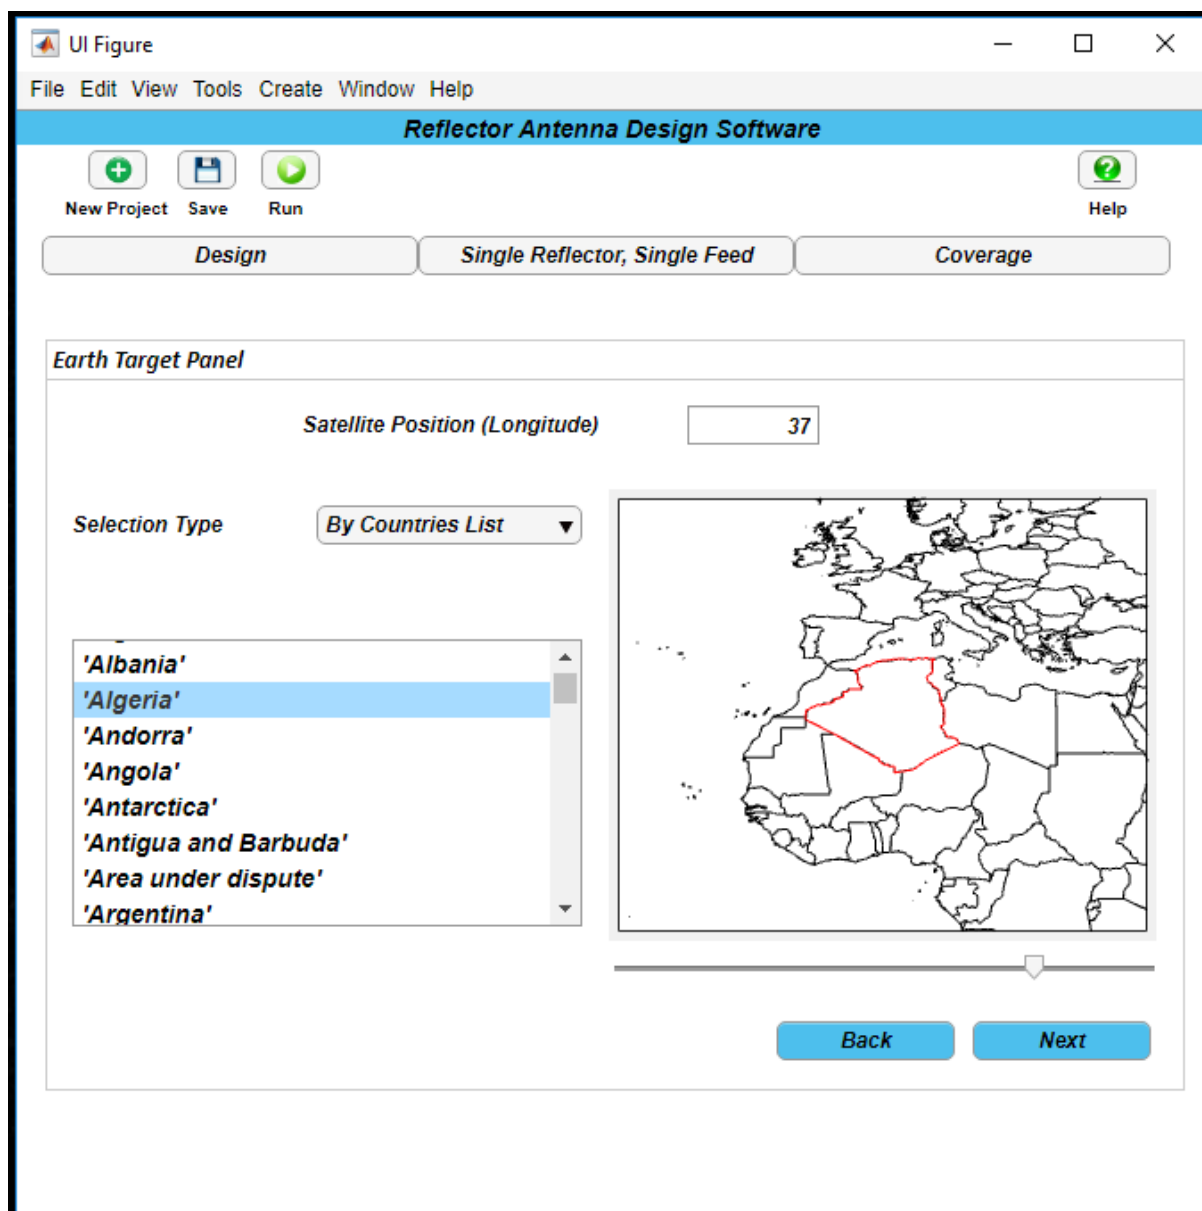 UI Figure
File Edit View Tools Create Window Help
Reflector Antenna Design Software
New Project Save Run Help
Design Single Reflector, Single Feed Coverage
Earth Target Panel
Satellite Position (Longitude) 37
Selection Type By Countries List
'Albania'
'Algeria'
'Andorra'
'Angola'
'Antarctica'
'Antigua and Barbuda'
'Area under dispute'
'Argentina'
Back Next